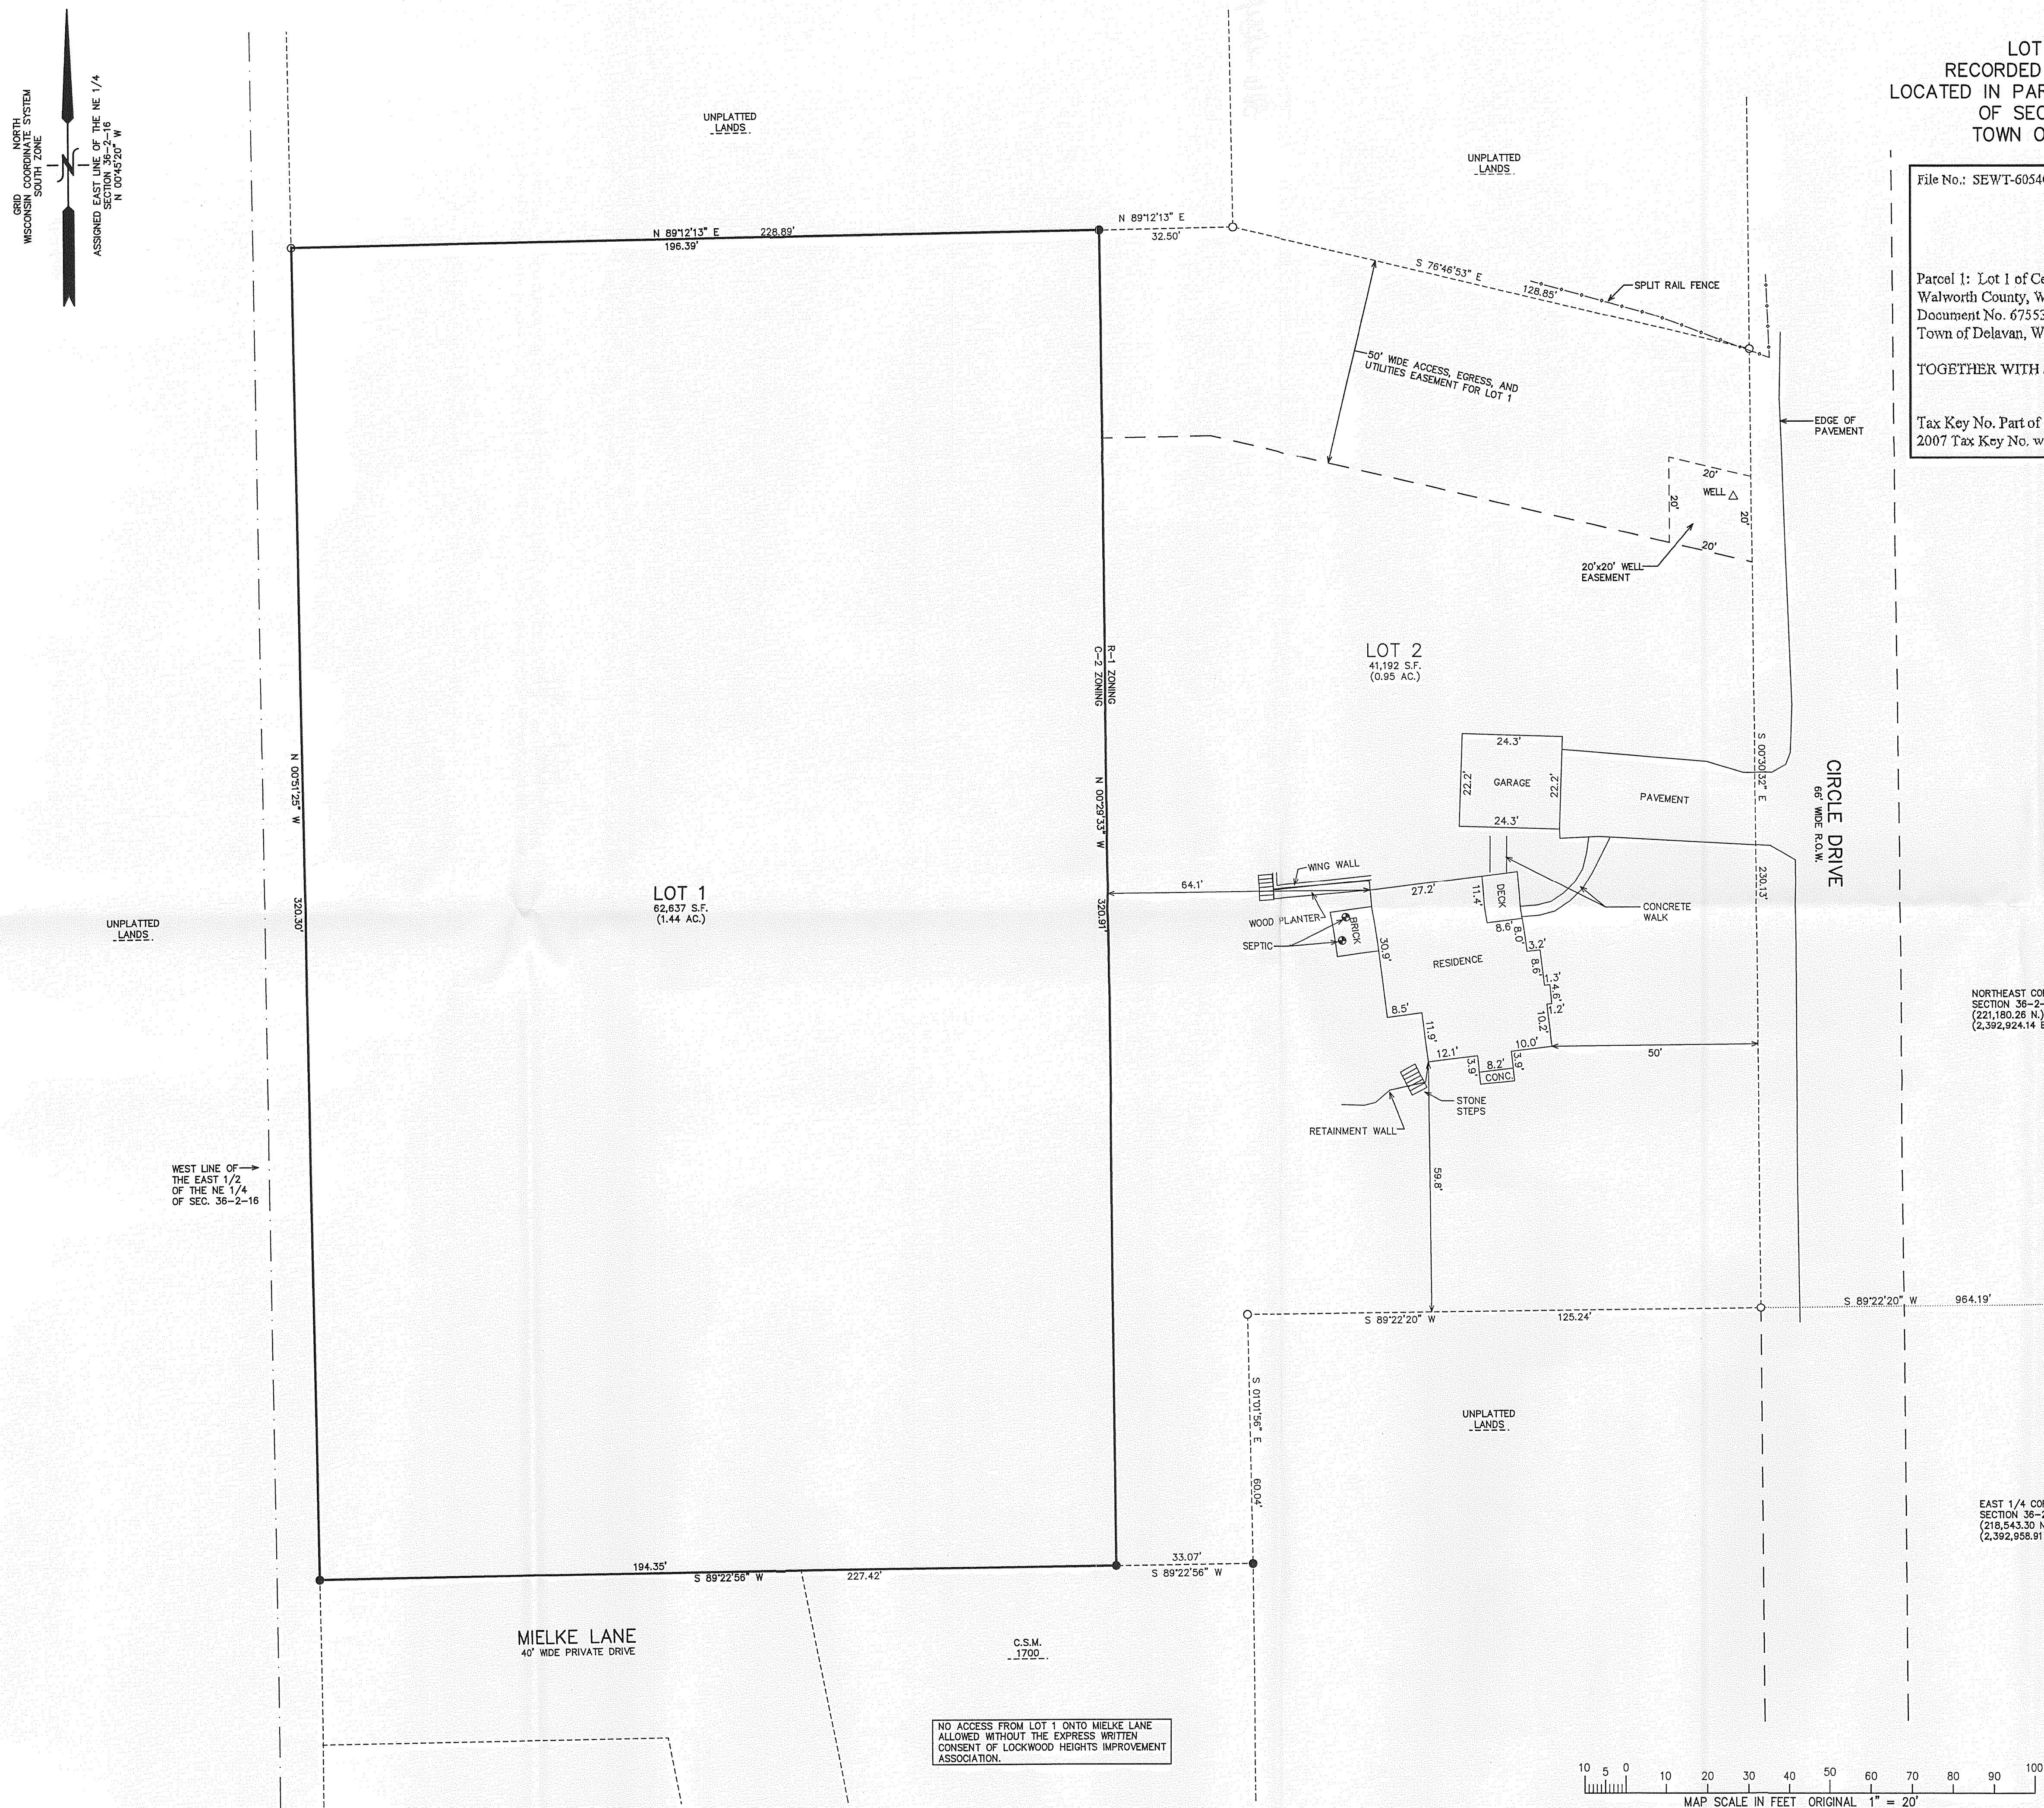 GRID NORTH
WISCONSIN COORDINATE SYSTEM
SOUTH ZONE
ASSIGNED EAST LINE OF THE NE 1/4
SECTION 36-2-16
N 00°45'20" W
UNPLATTED
LANDS
UNPLATTED
LANDS
LOT
RECORDED
LOCATED IN PAR
OF SEC
TOWN O
File No.: SEWT-6054
Parcel 1: Lot 1 of Ce
Walworth County, W
Document No. 6755
Town of Delavan, W
TOGETHER WITH
Tax Key No. Part of
2007 Tax Key No. w
N 89°12'13" E 228.89'
196.39'
N 89°12'13" E
32.50'
S 76°46'53" E
128.85'
SPLIT RAIL FENCE
50' WIDE ACCESS, EGRESS, AND
UTILITIES EASEMENT FOR LOT 1
EDGE OF
PAVEMENT
20'
WELL
20'
20'
20'
20'x20' WELL
EASEMENT
R-1 ZONING
C-2 ZONING
LOT 2
41,192 S.F.
(0.95 AC.)
N 00°51'25" W
320.30'
N 00°29'33" W
320.91'
S 00°30'32" E
230.13'
CIRCLE DRIVE
66' WIDE R.O.W.
24.3'
22.2'
GARAGE
22.2'
24.3'
PAVEMENT
LOT 1
62,637 S.F.
(1.44 AC.)
UNPLATTED
LANDS
64.1'
WING WALL
27.2'
11.4'
DECK
WOOD PLANTER
SEPTIC
BRICK
30.9'
8.6'
8.0'
CONCRETE
WALK
3.2'
RESIDENCE
8.6'
1.3'
4.6'
1.2'
8.5'
11.9'
10.2'
12.1'
10.0'
50'
3.9'
8.2'
3.9'
CONC.
STONE
STEPS
RETAINMENT WALL
59.8'
NORTHEAST CO
SECTION 36-2-
(221,180.26 N.)
(2,392,924.14 E
WEST LINE OF
THE EAST 1/2
OF THE NE 1/4
OF SEC. 36-2-16
S 89°22'20" W
125.24'
S 89°22'20" W 964.19'
S 01°01'56" E
60.04'
UNPLATTED
LANDS
EAST 1/4 CO
SECTION 36-2
(218,543.30 N
(2,392,958.91
194.35'
S 89°22'56" W 227.42'
33.07'
S 89°22'56" W
MIELKE LANE
40' WIDE PRIVATE DRIVE
C.S.M.
1700
NO ACCESS FROM LOT 1 ONTO MIELKE LANE
ALLOWED WITHOUT THE EXPRESS WRITTEN
CONSENT OF LOCKWOOD HEIGHTS IMPROVEMENT
ASSOCIATION.
10 5 0 10 20 30 40 50 60 70 80 90 100
MAP SCALE IN FEET ORIGINAL 1" = 20'